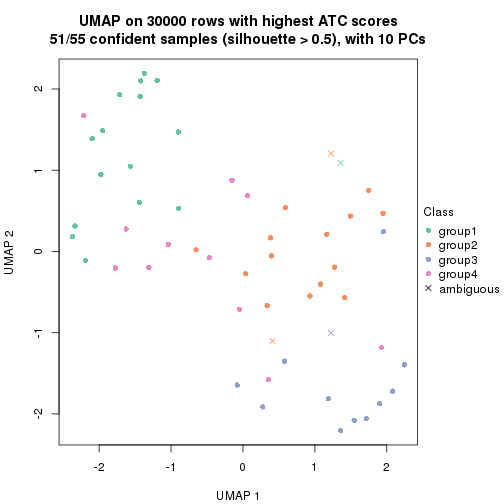 UMAP on 30000 rows with highest ATC scores
51/55 confident samples (silhouette > 0.5), with 10 PCs
2
1
0
-1
-2
UMAP 2
-2
-1
0
1
2
UMAP 1
Class
group1
group2
group3
group4
ambiguous